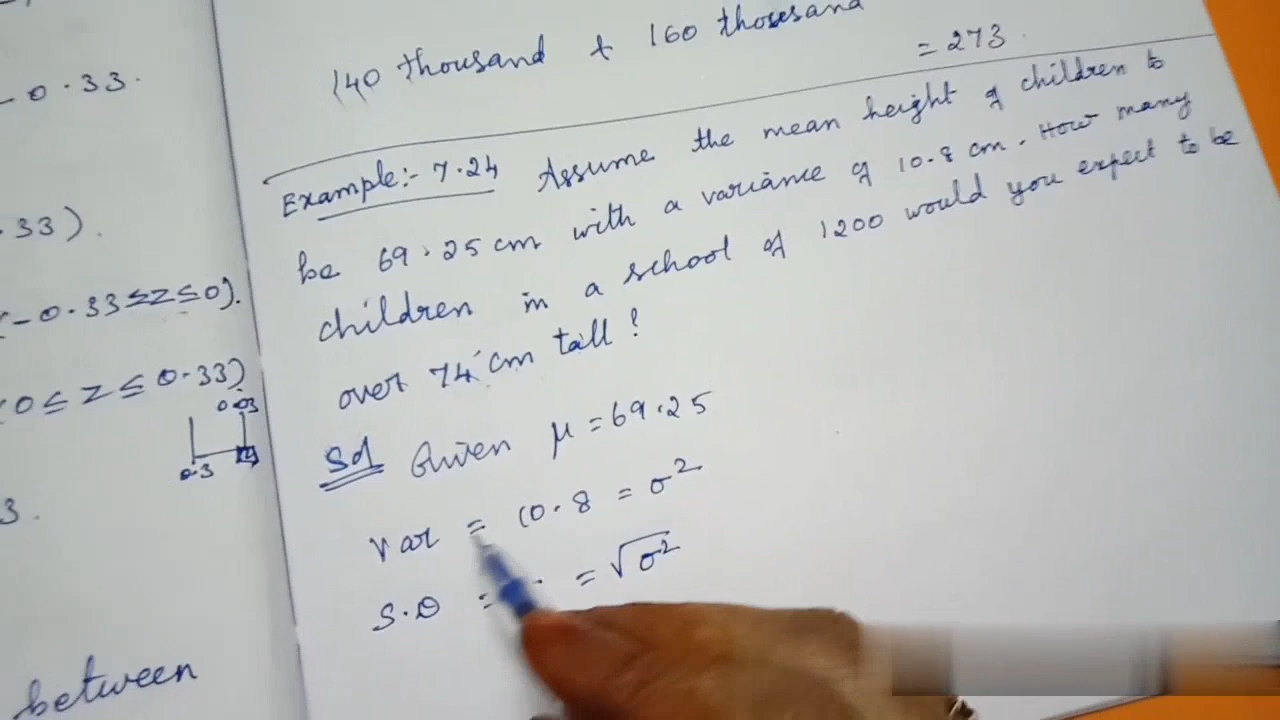 - 0.33.
.33).
(-0.33≤z≤0).
(0≤z≤0.33)
0.3
3.
between
140 thousand + 160 thousand
= 273
Example:- 7.24 Assume the mean height of children to
be 69.25 cm with a variance of 10.8 cm. How many
children in a school of 1200 would you expect to be
over 74 cm tall?
Sol Given μ = 69.25
Var = 10.8 = σ²
S.D = = √σ²